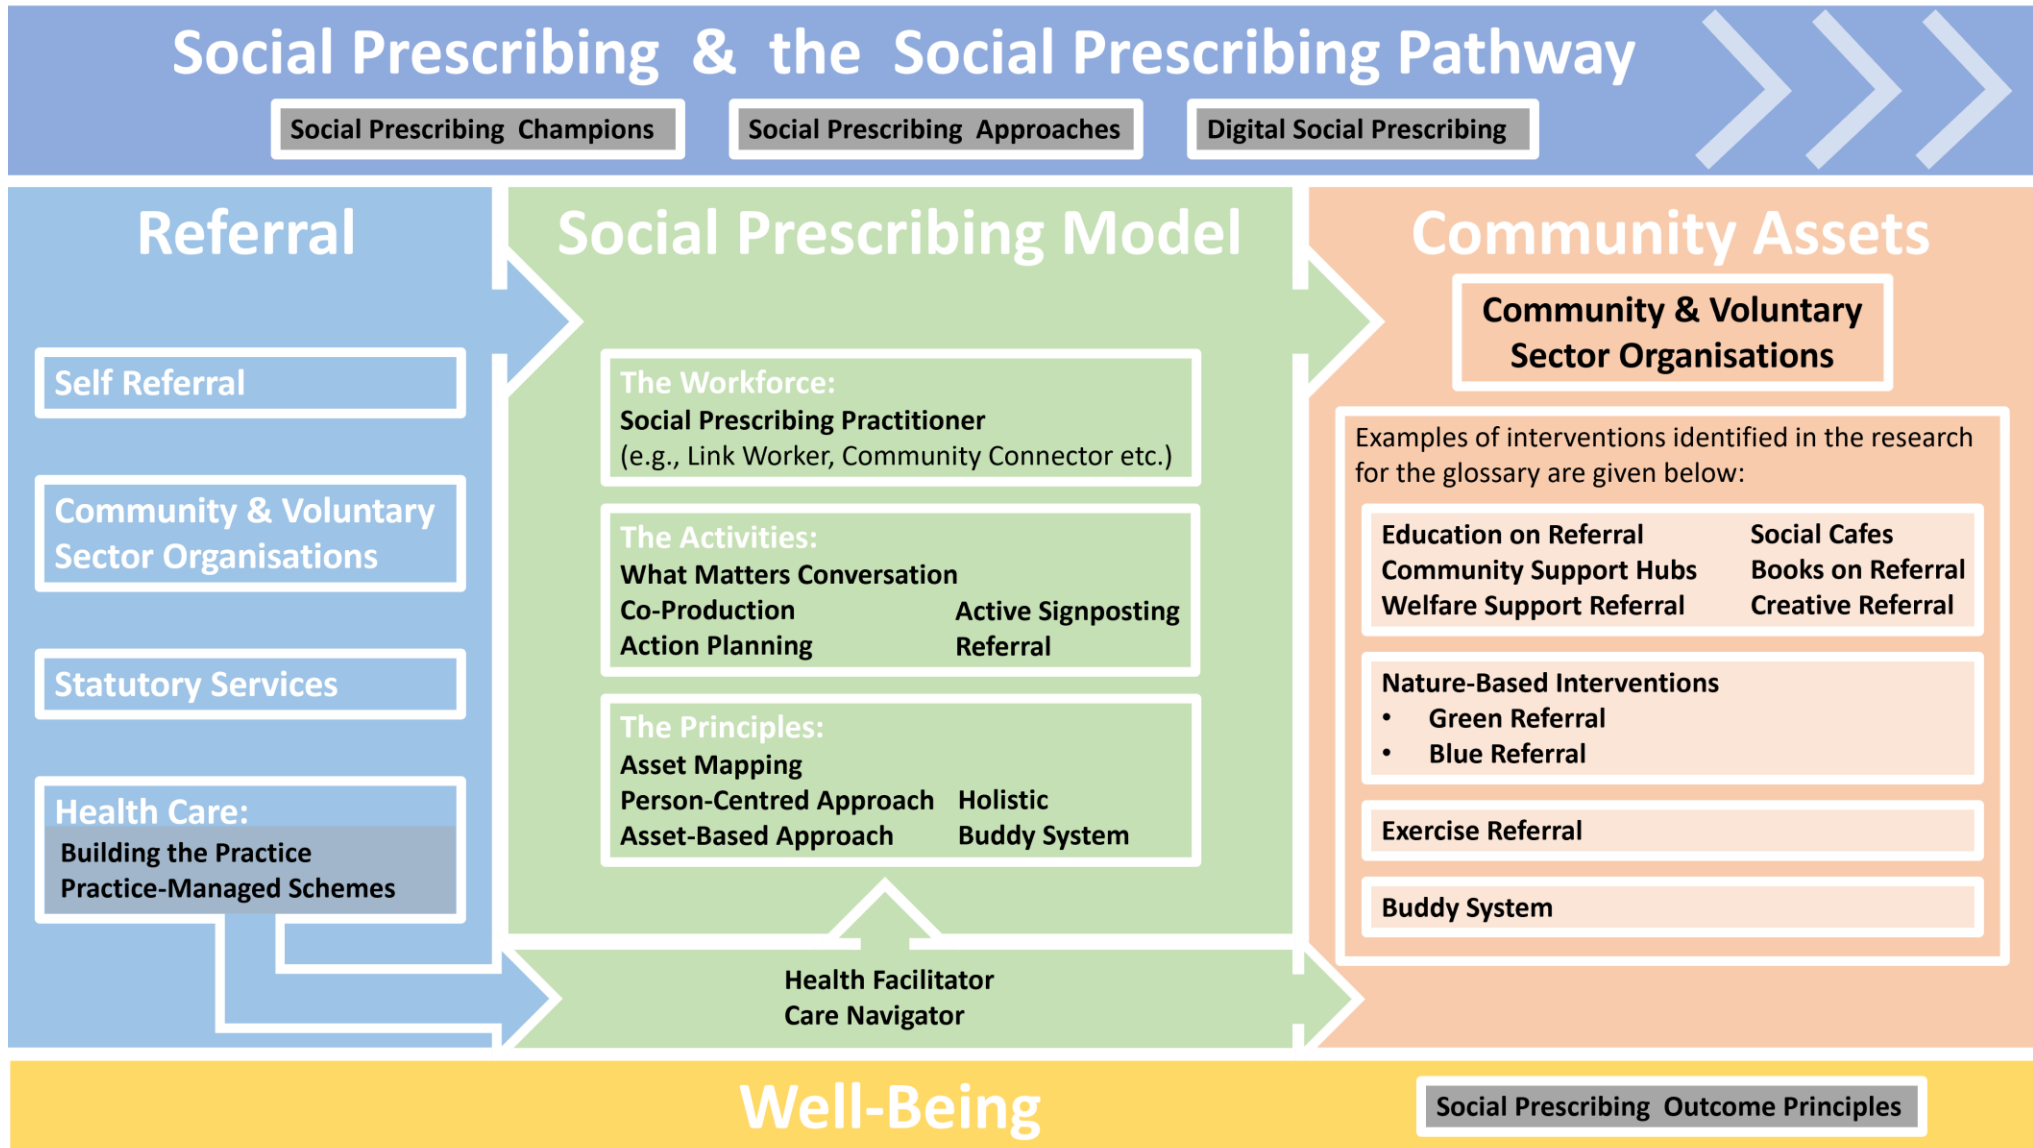 Social Prescribing & the Social Prescribing Pathway
Social Prescribing Champions
Social Prescribing Approaches
Digital Social Prescribing
Referral
Self Referral
Community & Voluntary
Sector Organisations
Statutory Services
Health Care:
Building the Practice
Practice-Managed Schemes
Social Prescribing Model
The Workforce:
Social Prescribing Practitioner
(e.g., Link Worker, Community Connector etc.)
The Activities:
What Matters Conversation
Co-Production Active Signposting
Action Planning Referral
The Principles:
Asset Mapping
Person-Centred Approach Holistic
Asset-Based Approach Buddy System
Health Facilitator
Care Navigator
Community Assets
Community & Voluntary
Sector Organisations
Examples of interventions identified in the research
for the glossary are given below:
Education on Referral Social Cafes
Community Support Hubs Books on Referral
Welfare Support Referral Creative Referral
Nature-Based Interventions
• Green Referral
• Blue Referral
Exercise Referral
Buddy System
Well-Being
Social Prescribing Outcome Principles